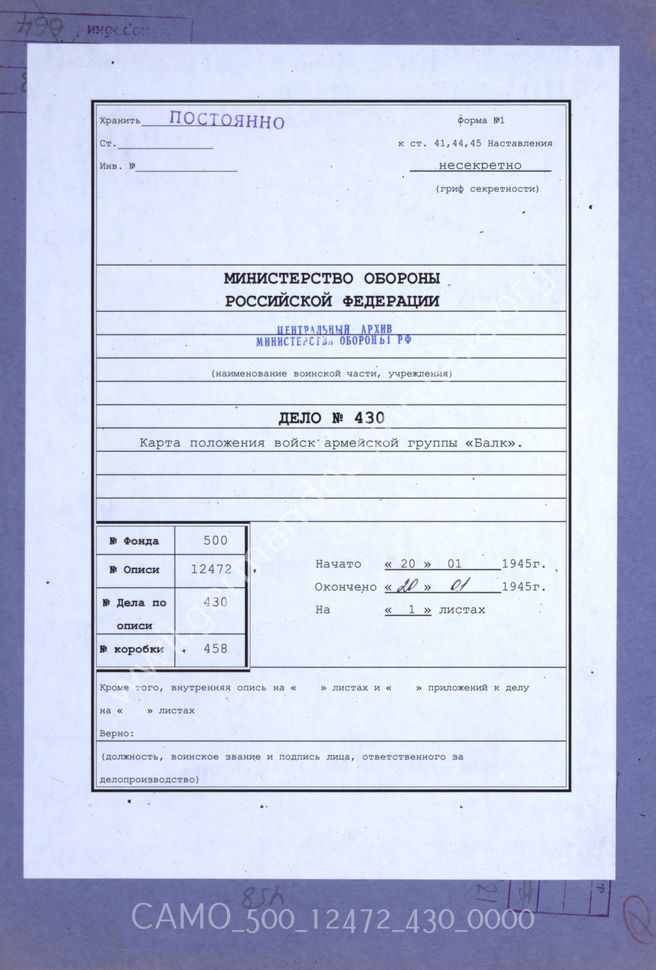 Хранить ПОСТОЯННО
Форма №1
Ст.
к ст. 41,44,45 Наставления
Инв. №
несекретно
(гриф секретности)
МИНИСТЕРСТВО ОБОРОНЫ
РОССИЙСКОЙ ФЕДЕРАЦИИ
ЦЕНТРАЛЬНЫЙ АРХИВ
МИНИСТЕРСТВА ОБОРОНЫ РФ
(наименование воинской части, учреждения)
ДЕЛО № 430
Карта положения войск армейской группы «Балк».
№ Фонда 500
№ Описи 12472
№ Дела по описи 430
№ коробки 458
Начато « 20 » 01 1945г.
Окончено « 20 » 01 1945г.
На « 1 » листах
Кроме того, внутренняя опись на « » листах и « » приложений к делу
на « » листах
Верно:
(должность, воинское звание и подпись лица, ответственного за
делопроизводство)
458
CAMO_500_12472_430_0000